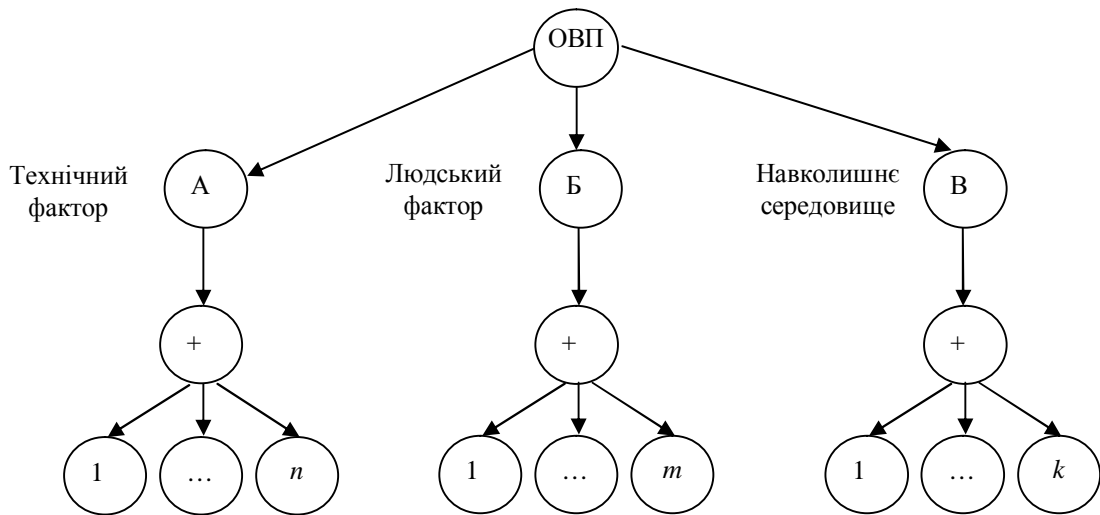 ОВП
Технічний
фактор
А
Людський
фактор
Б
Навколишнє
середовище
В
+
+
+
1
…
n
1
…
m
1
…
k